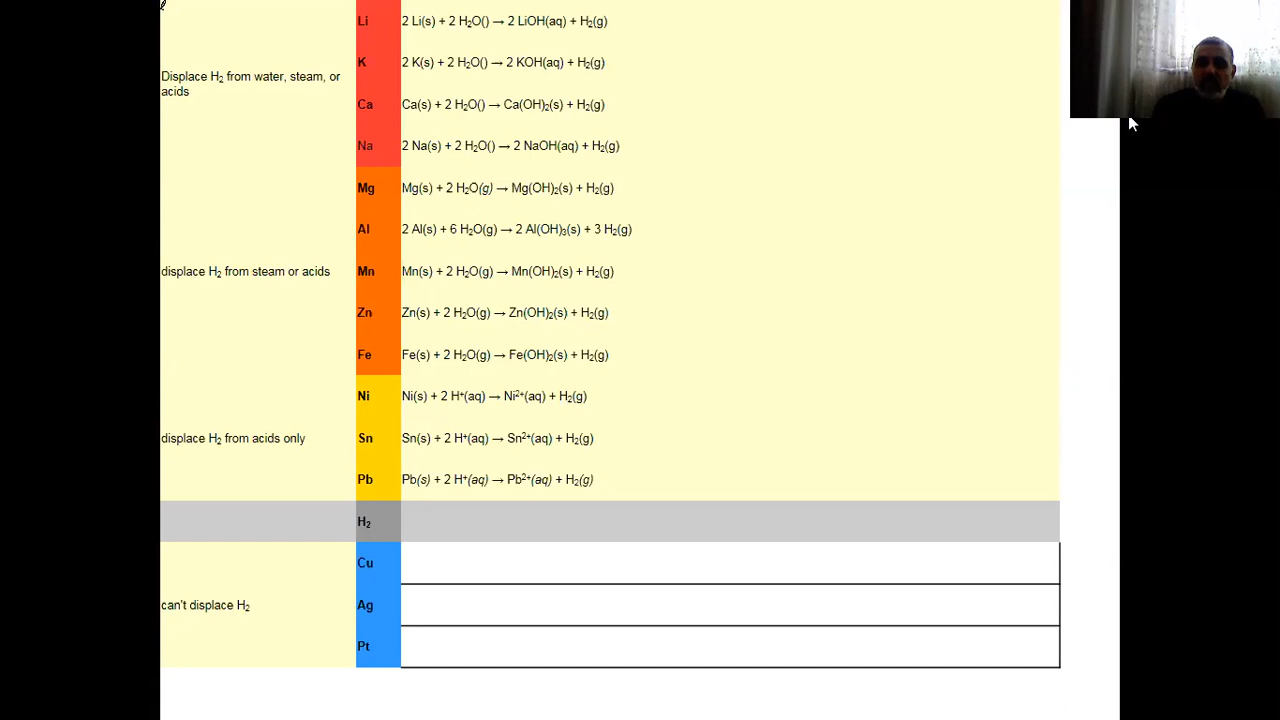 Li 2 Li(s) + 2 H₂O() → 2 LiOH(aq) + H₂(g)
K 2 K(s) + 2 H₂O() → 2 KOH(aq) + H₂(g)
Displace H₂ from water, steam, or
acids
Ca Ca(s) + 2 H₂O() → Ca(OH)₂(s) + H₂(g)
Na 2 Na(s) + 2 H₂O() → 2 NaOH(aq) + H₂(g)
Mg Mg(s) + 2 H₂O(g) → Mg(OH)₂(s) + H₂(g)
Al 2 Al(s) + 6 H₂O(g) → 2 Al(OH)₃(s) + 3 H₂(g)
displace H₂ from steam or acids Mn Mn(s) + 2 H₂O(g) → Mn(OH)₂(s) + H₂(g)
Zn Zn(s) + 2 H₂O(g) → Zn(OH)₂(s) + H₂(g)
Fe Fe(s) + 2 H₂O(g) → Fe(OH)₂(s) + H₂(g)
Ni Ni(s) + 2 H⁺(aq) → Ni²⁺(aq) + H₂(g)
displace H₂ from acids only Sn Sn(s) + 2 H⁺(aq) → Sn²⁺(aq) + H₂(g)
Pb Pb(s) + 2 H⁺(aq) → Pb²⁺(aq) + H₂(g)
H₂
Cu
can't displace H₂ Ag
Pt